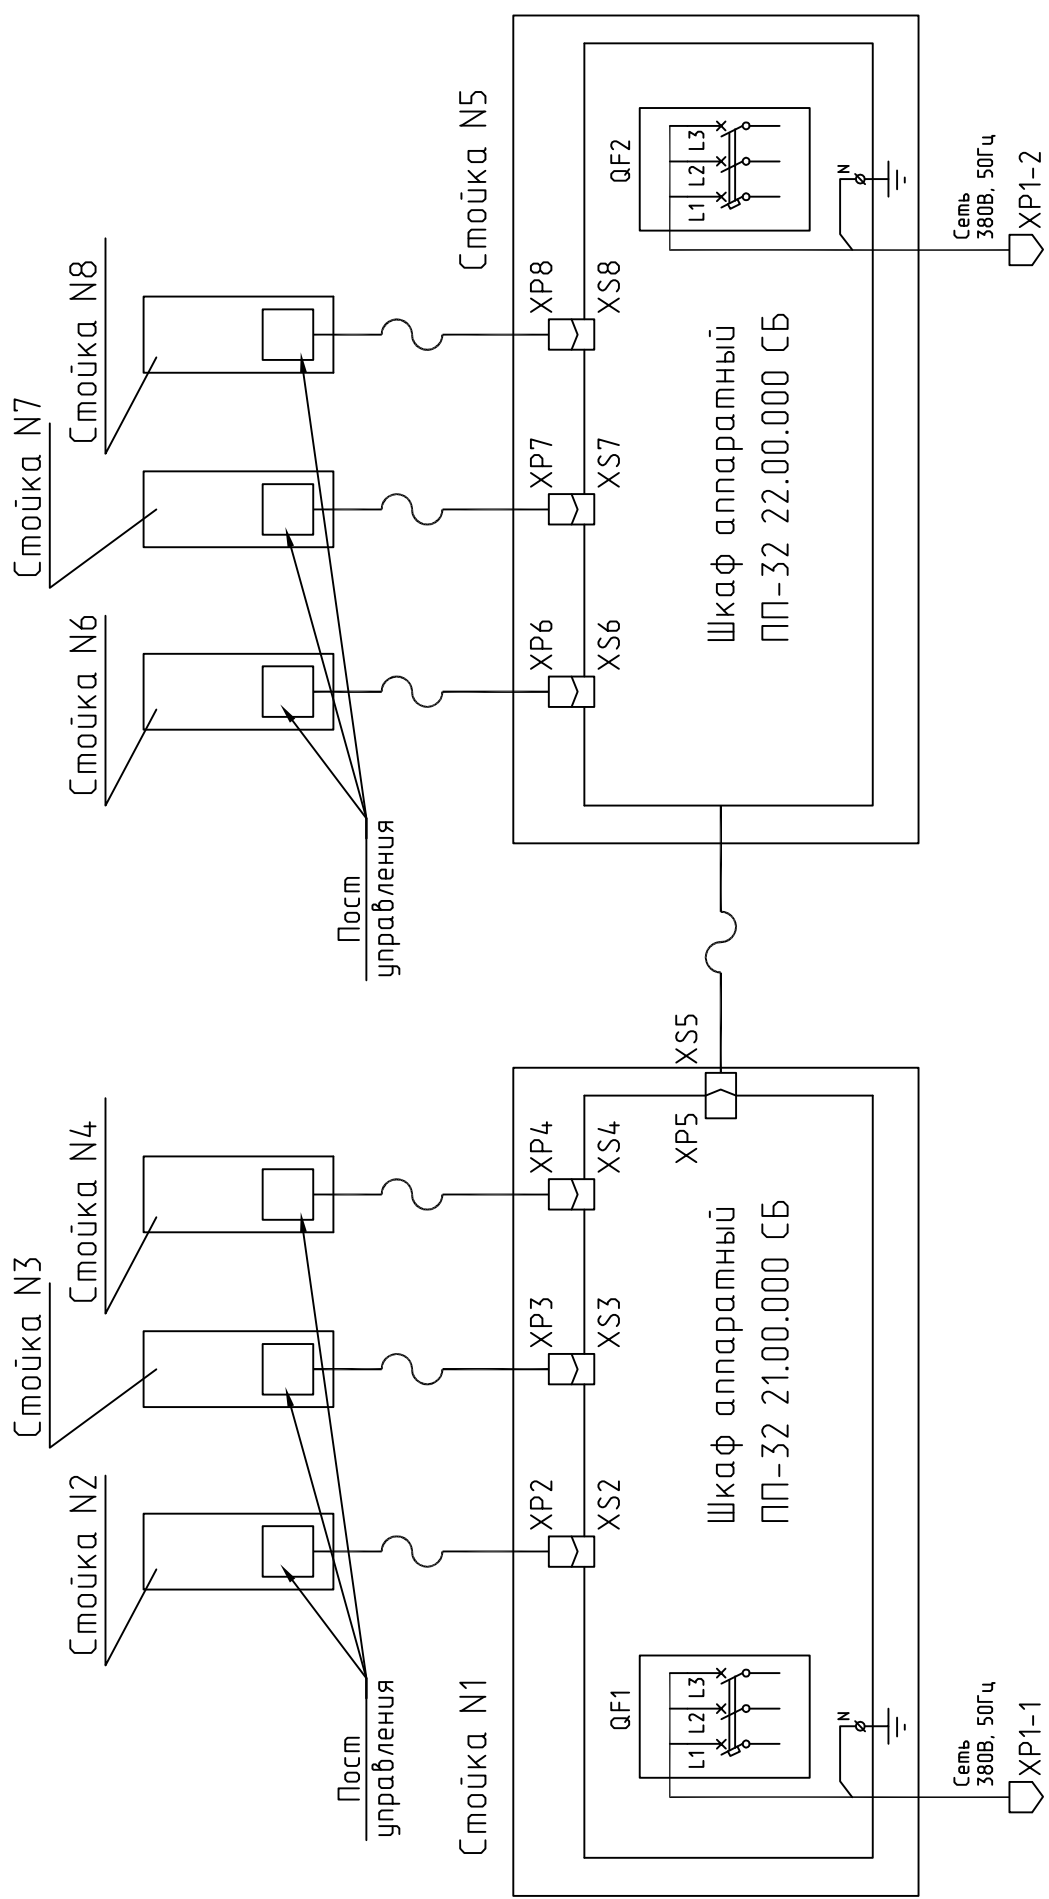 Стойка N3
Стойка N7
Стойка N2
Стойка N4
Стойка N6
Стойка N8
Пост
управления
Пост
управления
Стойка N1
Стойка N5
XP2
XP3
XP4
XP6
XP7
XP8
XS2
XS3
XS4
XS6
XS7
XS8
QF1
L1 L2 L3
XP5
XS5
QF2
L1 L2 L3
Шкаф аппаратный
ПП-32 21.00.000 СБ
Шкаф аппаратный
ПП-32 22.00.000 СБ
N
N
Сеть
380В, 50Гц
XP1-1
Сеть
380В, 50Гц
XP1-2